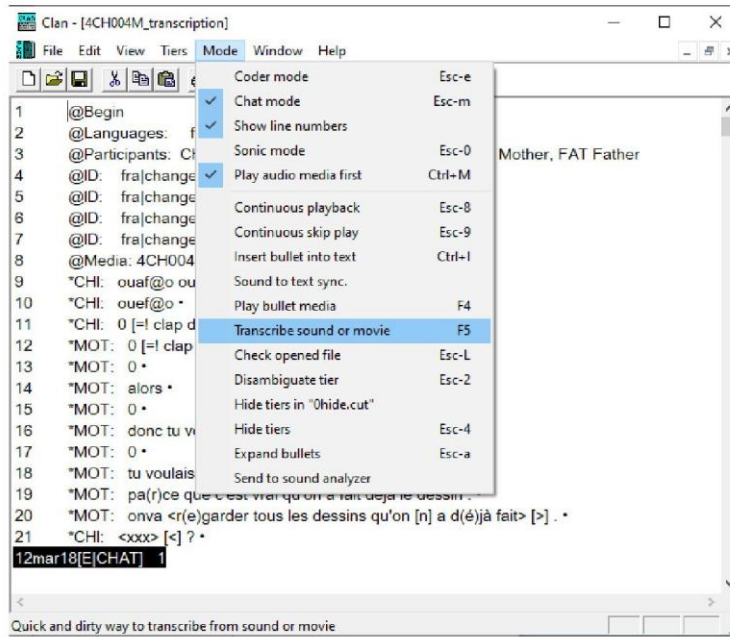 Clan - [4CH004M_transcription]
File Edit View Tiers Mode Window Help
Coder mode Esc-e
Chat mode Esc-m
Show line numbers
Sonic mode Esc-0
Play audio media first Ctrl+M
Continuous playback Esc-8
Continuous skip play Esc-9
Insert bullet into text Ctrl+I
Sound to text sync.
Play bullet media F4
Transcribe sound or movie F5
Check opened file Esc-L
Disambiguate tier Esc-2
Hide tiers in "0hide.cut"
Hide tiers Esc-4
Expand bullets Esc-a
Send to sound analyzer
1 @Begin
2 @Languages: f
3 @Participants: Mother, FAT Father
4 @ID: fra|change
5 @ID: fra|change
6 @ID: fra|change
7 @ID: fra|change
8 @Media: 4CH004
9 *CHI: ouaf@o ou
10 *CHI: ouef@o •
11 *CHI: 0 [=! clap d
12 *MOT: 0 [=! clap
13 *MOT: 0 •
14 *MOT: alors •
15 *MOT: 0 •
16 *MOT: donc tu v
17 *MOT: 0 •
18 *MOT: tu voulais
19 *MOT: pa(r)ce que c'est vrai qu'on a fait déjà le dessin . •
20 *MOT: onva <r(e)garder tous les dessins qu'on [n] a d(é)jà fait> [>] . •
21 *CHI: <xxx> [<] ? •
12mar18[E|CHAT] 1
Quick and dirty way to transcribe from sound or movie